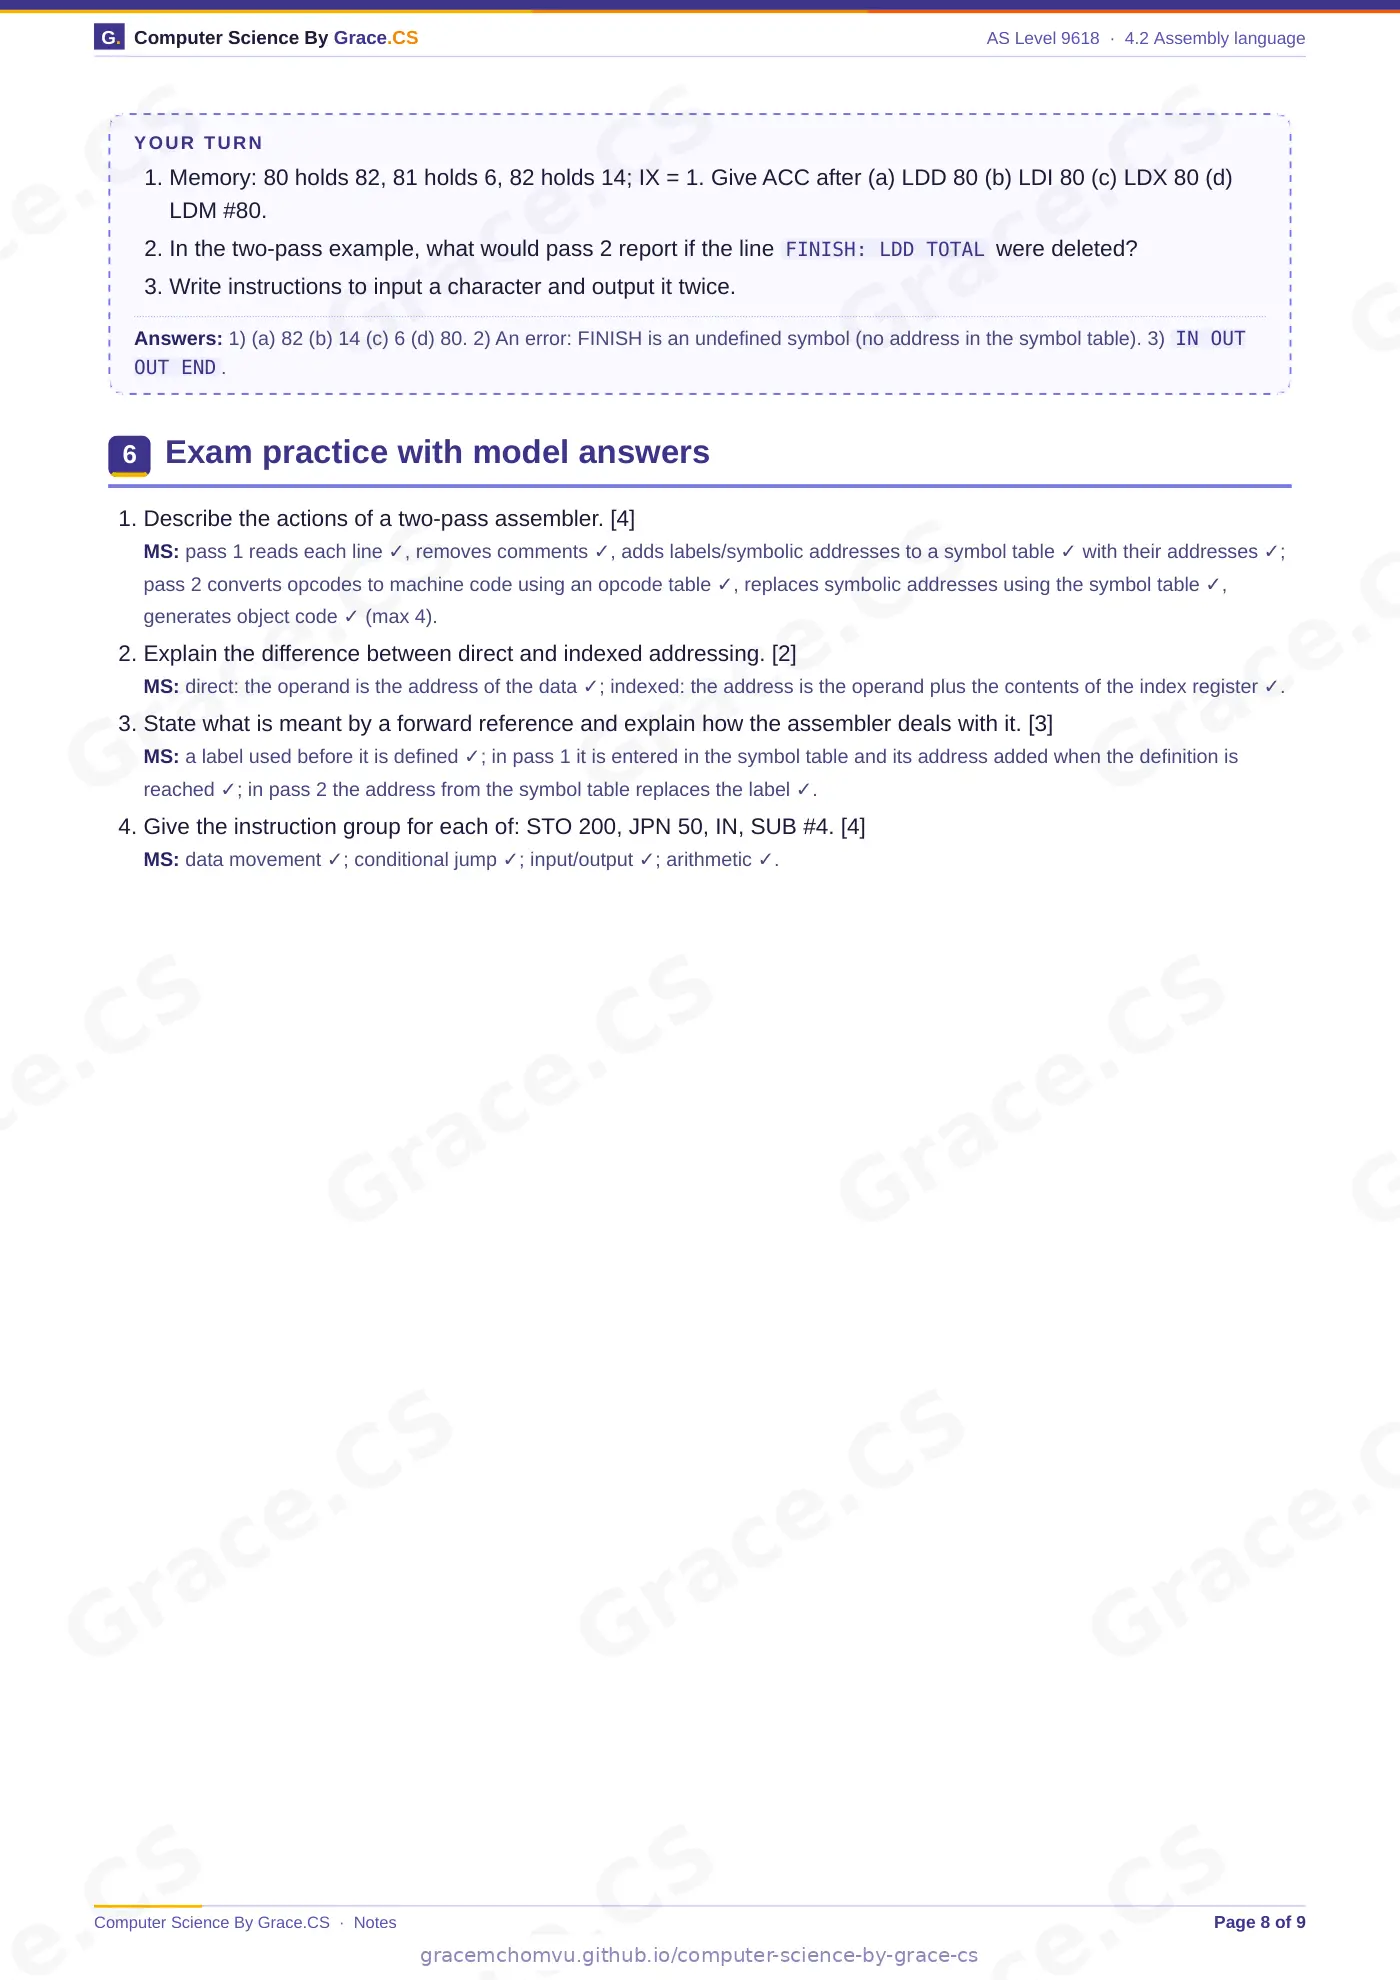 G. Computer Science By Grace.CS
AS Level 9618 · 4.2 Assembly language
YOUR TURN
1. Memory: 80 holds 82, 81 holds 6, 82 holds 14; IX = 1. Give ACC after (a) LDD 80 (b) LDI 80 (c) LDX 80 (d)
LDM #80.
2. In the two-pass example, what would pass 2 report if the line FINISH: LDD TOTAL were deleted?
3. Write instructions to input a character and output it twice.
Answers: 1) (a) 82 (b) 14 (c) 6 (d) 80. 2) An error: FINISH is an undefined symbol (no address in the symbol table). 3) IN OUT
OUT END.
6 Exam practice with model answers
1. Describe the actions of a two-pass assembler. [4]
MS: pass 1 reads each line ✓, removes comments ✓, adds labels/symbolic addresses to a symbol table ✓ with their addresses ✓;
pass 2 converts opcodes to machine code using an opcode table ✓, replaces symbolic addresses using the symbol table ✓,
generates object code ✓ (max 4).
2. Explain the difference between direct and indexed addressing. [2]
MS: direct: the operand is the address of the data ✓; indexed: the address is the operand plus the contents of the index register ✓.
3. State what is meant by a forward reference and explain how the assembler deals with it. [3]
MS: a label used before it is defined ✓; in pass 1 it is entered in the symbol table and its address added when the definition is
reached ✓; in pass 2 the address from the symbol table replaces the label ✓.
4. Give the instruction group for each of: STO 200, JPN 50, IN, SUB #4. [4]
MS: data movement ✓; conditional jump ✓; input/output ✓; arithmetic ✓.
Computer Science By Grace.CS · Notes
Page 8 of 9
gracemchomvu.github.io/computer-science-by-grace-cs